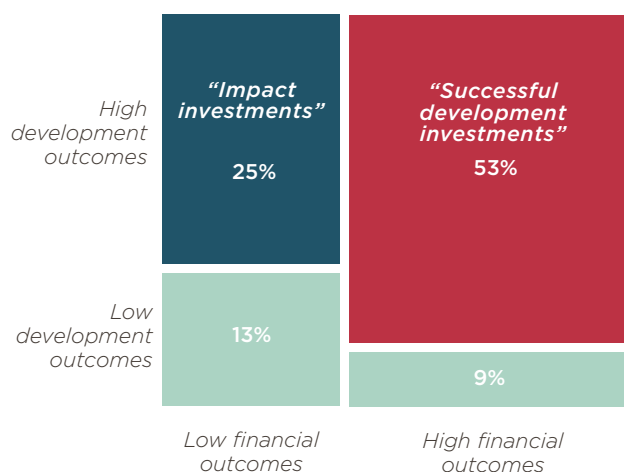 High
development
outcomes
“Impact
investments”
25%
“Successful
development
investments”
53%
Low
development
outcomes
13%
9%
Low financial
outcomes
High financial
outcomes